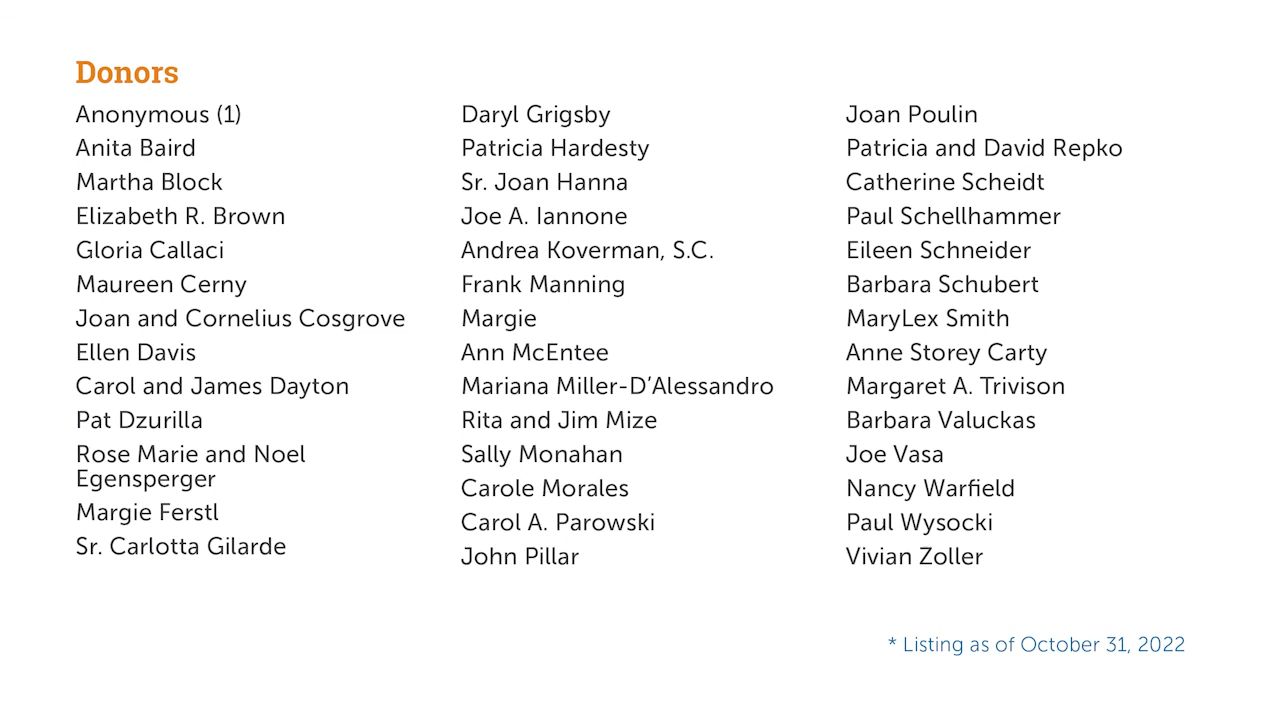 Donors
Anonymous (1)
Anita Baird
Martha Block
Elizabeth R. Brown
Gloria Callaci
Maureen Cerny
Joan and Cornelius Cosgrove
Ellen Davis
Carol and James Dayton
Pat Dzurilla
Rose Marie and Noel
Egensperger
Margie Ferstl
Sr. Carlotta Gilarde
Daryl Grigsby
Patricia Hardesty
Sr. Joan Hanna
Joe A. Iannone
Andrea Koverman, S.C.
Frank Manning
Margie
Ann McEntee
Mariana Miller-D’Alessandro
Rita and Jim Mize
Sally Monahan
Carole Morales
Carol A. Parowski
John Pillar
Joan Poulin
Patricia and David Repko
Catherine Scheidt
Paul Schellhammer
Eileen Schneider
Barbara Schubert
MaryLex Smith
Anne Storey Carty
Margaret A. Trivison
Barbara Valuckas
Joe Vasa
Nancy Warfield
Paul Wysocki
Vivian Zoller
* Listing as of October 31, 2022